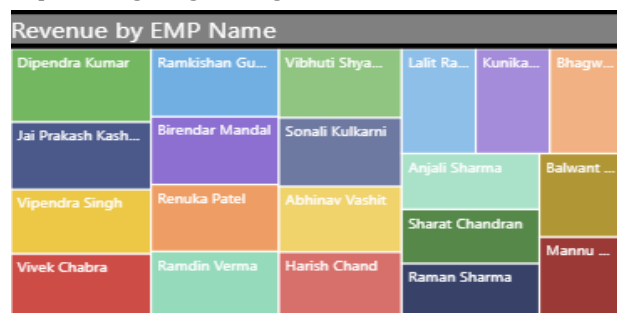 Revenue by EMP Name
Dipendra Kumar
Ramkishan Gu...
Vibhuti Shya...
Lalit Ra...
Kunika...
Bhagw...
Jai Prakash Kash...
Birendar Mandal
Sonali Kulkarni
Anjali Sharma
Balwant ...
Vipendra Singh
Renuka Patel
Abhinav Vashit
Sharat Chandran
Mannu ...
Vivek Chabra
Ramdin Verma
Harish Chand
Raman Sharma